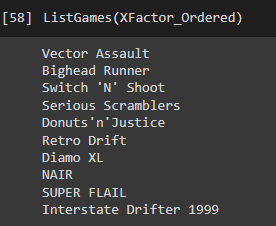 [58] ListGames(XFactor_Ordered)
Vector Assault
Bighead Runner
Switch 'N' Shoot
Serious Scramblers
Donuts'n'Justice
Retro Drift
Diamo XL
NAIR
SUPER FLAIL
Interstate Drifter 1999